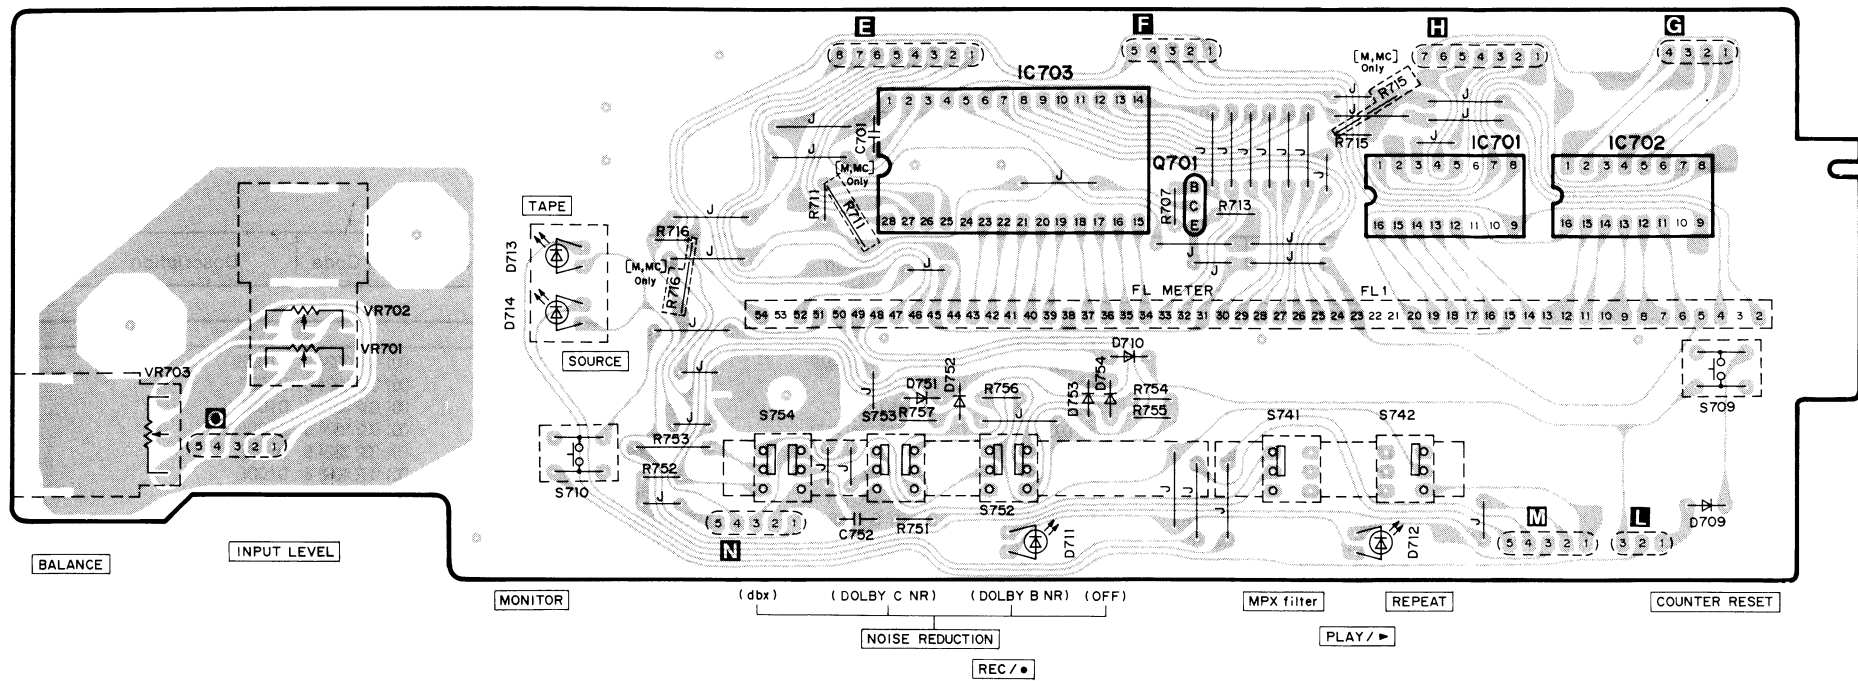 E
F
H
G
8 7 6 5 4 3 2 1
5 4 3 2 1
[M,MC] Only
7 6 5 4 3 2 1
4 3 2 1
IC703
R715
J
J
J
J
J
J
C701
1 2 3 4 5 6 7 8 9 10 11 12 13 14
R715
IC701
IC702
J
[M,MC] Only
Q701
J J J J J J
J
1 2 3 4 5 6 7 8
1 2 3 4 5 6 7 8
R711
R711
J
R707
B
C
E
R713
TAPE
J
28 27 26 25 24 23 22 21 20 19 18 17 16 15
16 15 14 13 12 11 10 9
16 15 14 13 12 11 10 9
D713
R716
J
[M,MC] Only
R716
J
J
J
J
J
D714
FL METER
FL1
VR702
54 53 52 51 50 49 48 47 46 45 44 43 42 41 40 39 38 37 36 35 34 33 32 31 30 29 28 27 26 25 24 23 22 21 20 19 18 17 16 15 14 13 12 11 10 9 8 7 6 5 4 3 2
J
VR701
SOURCE
D710
VR703
J
J
D751
D752
R756
D753
D754
R754
R755
S709
O
S754
S753
R757
J
S741
S742
J
5 4 3 2 1
R753
J
J
S710
R752
J
J
J
J
S752
J
N
5 4 3 2 1
C752
R751
D711
D712
M
5 4 3 2 1
L
3 2 1
D709
BALANCE
INPUT LEVEL
MONITOR
(dbx)
(DOLBY C NR)
(DOLBY B NR)
(OFF)
MPX filter
REPEAT
COUNTER RESET
NOISE REDUCTION
PLAY/►
REC/●